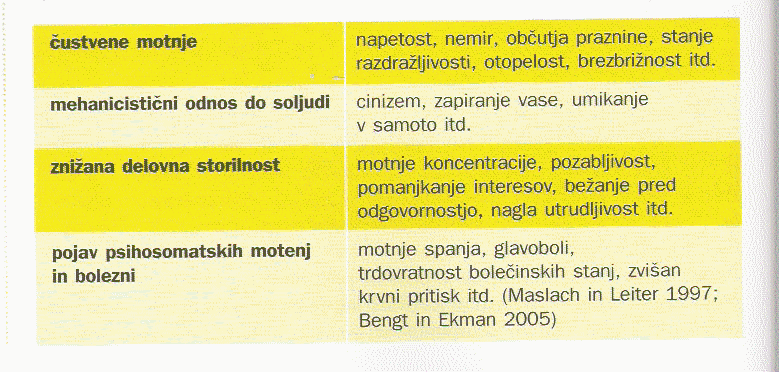 čustvene motnje
napetost, nemir, občutja praznine, stanje
razdražljivosti, otopelost, brezbrižnost itd.
mehanicistični odnos do soljudi
cinizem, zapiranje vase, umikanje
v samoto itd.
znižana delovna storilnost
motnje koncentracije, pozabljivost,
pomanjkanje interesov, bežanje pred
odgovornostjo, nagla utrudljivost itd.
pojav psihosomatskih motenj
in bolezni
motnje spanja, glavoboli,
trdovratnost bolečinskih stanj, zvišan
krvni pritisk itd. (Maslach in Leiter 1997;
Bengt in Ekman 2005)